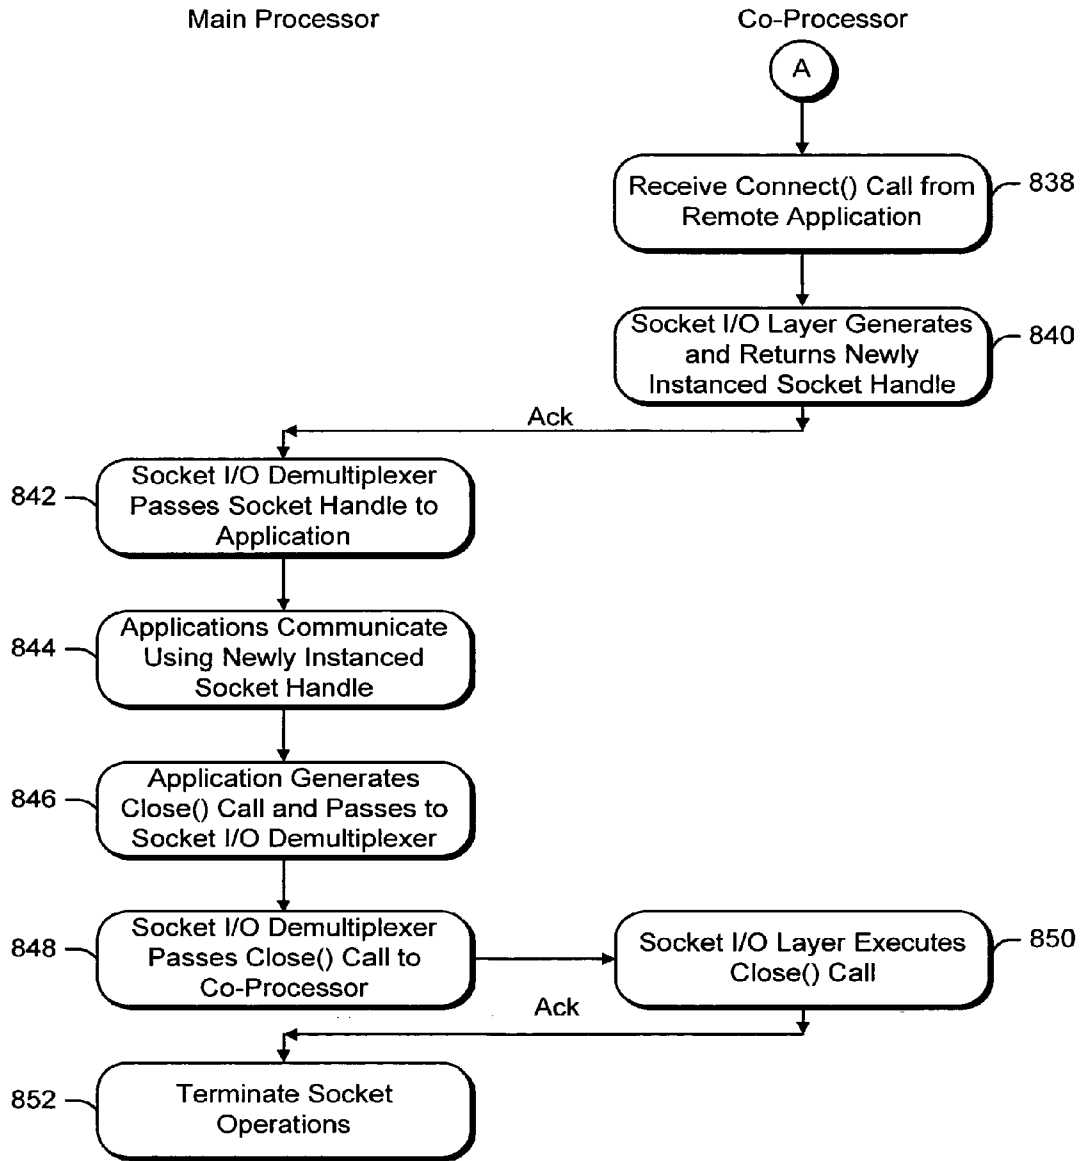 Main Processor
Co-Processor
A
Receive Connect() Call from
Remote Application
838
Socket I/O Layer Generates
and Returns Newly
Instanced Socket Handle
840
Ack
842
Socket I/O Demultiplexer
Passes Socket Handle to
Application
844
Applications Communicate
Using Newly Instanced
Socket Handle
846
Application Generates
Close() Call and Passes to
Socket I/O Demultiplexer
848
Socket I/O Demultiplexer
Passes Close() Call to
Co-Processor
Socket I/O Layer Executes
Close() Call
850
Ack
852
Terminate Socket
Operations